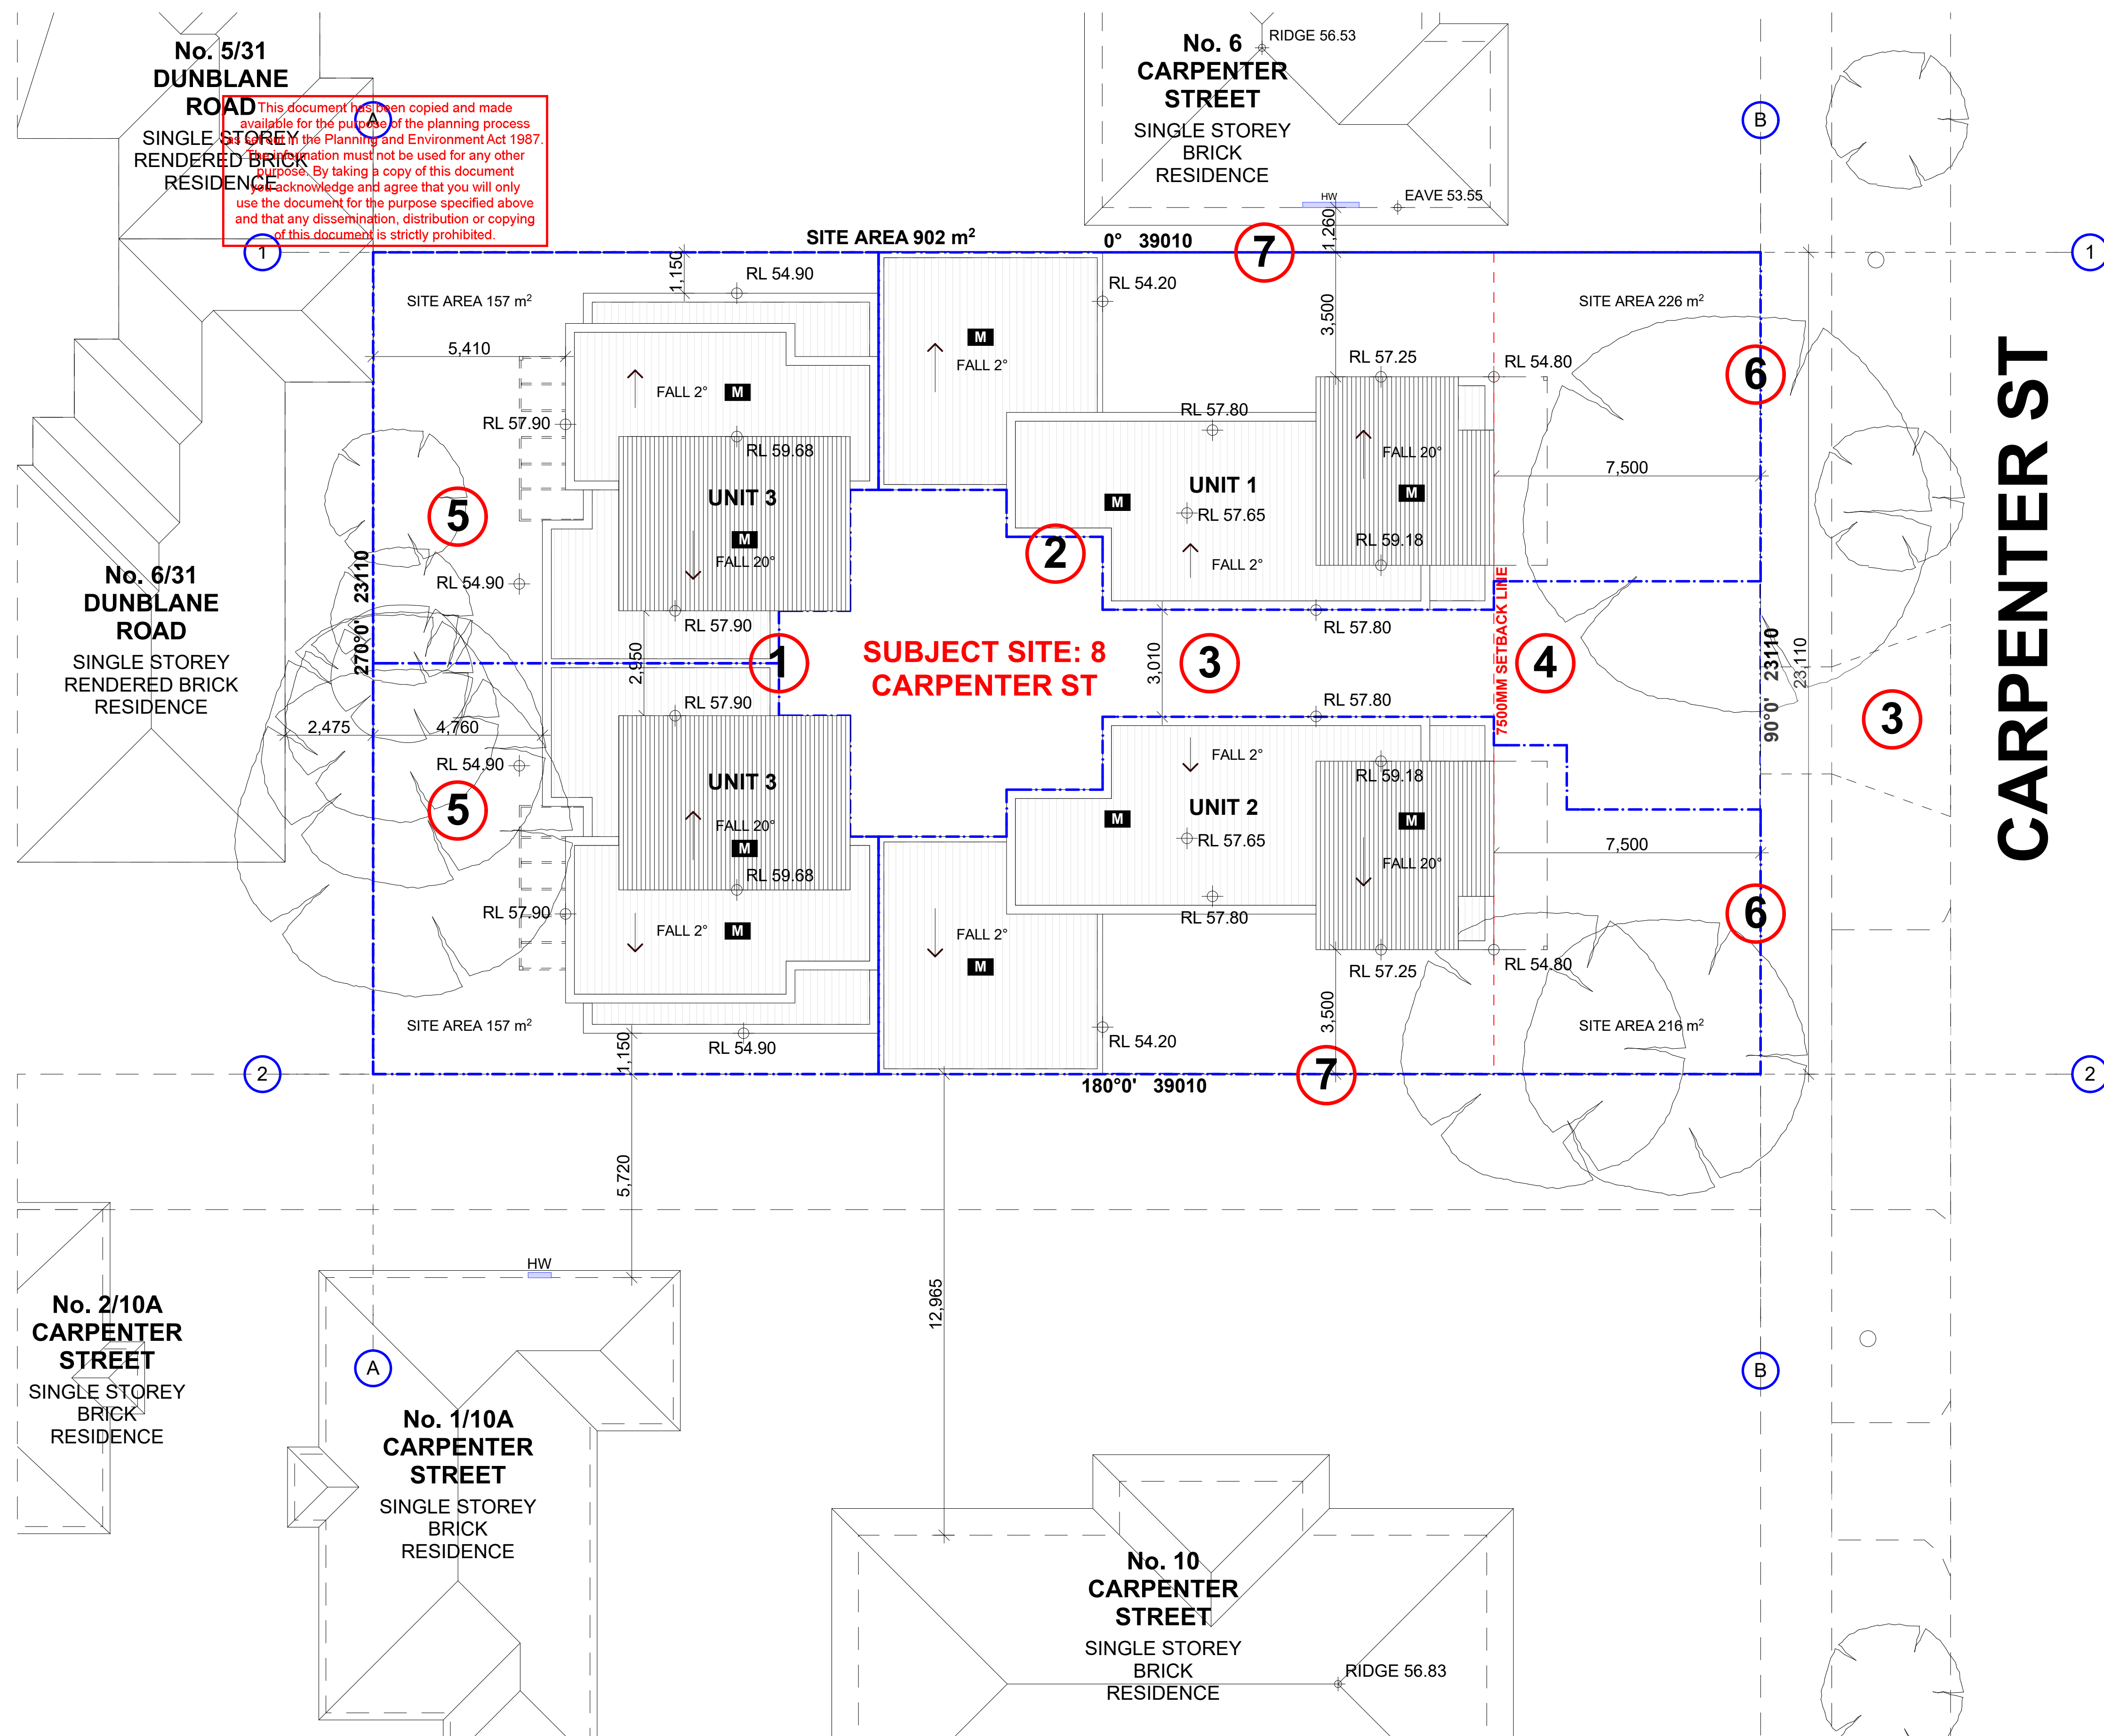 No. 5/31
DUNBLANE
ROAD
SINGLE STOREY
RENDERED BRICK
RESIDENCE
This document has been copied and made
available for the purpose of the planning process
as set out in the Planning and Environment Act 1987.
The information must not be used for any other
purpose. By taking a copy of this document
you acknowledge and agree that you will only
use the document for the purpose specified above
and that any dissemination, distribution or copying
of this document is strictly prohibited.
A
No. 6
CARPENTER
STREET
SINGLE STOREY
BRICK
RESIDENCE
RIDGE 56.53
HW
EAVE 53.55
B
1
SITE AREA 902 m²
0° 39010
7
1,260
1
SITE AREA 157 m²
1,150
RL 54.90
RL 54.20
3,500
SITE AREA 226 m²
5,410
M
FALL 2°
RL 57.25
RL 54.80
6
FALL 2°
M
RL 57.90
RL 57.80
RL 59.68
FALL 20°
7,500
UNIT 3
UNIT 1
M
M
5
RL 57.65
M
FALL 20°
RL 59.18
2
FALL 2°
CARPENTER ST
No. 6/31
DUNBLANE
ROAD
SINGLE STOREY
RENDERED BRICK
RESIDENCE
270°0' 23110
RL 54.90
RL 57.90
RL 57.80
2,950
1
SUBJECT SITE: 8
CARPENTER ST
3,010
3
7500MM SETBACK LINE
4
90°0' 23110
23,110
3
RL 57.90
RL 57.80
2,475
4,760
RL 54.90
FALL 2°
UNIT 3
RL 59.18
5
UNIT 2
M
M
FALL 20°
M
RL 57.65
7,500
FALL 20°
RL 59.68
RL 57.90
FALL 2°
M
FALL 2°
M
RL 57.80
6
RL 57.25
RL 54.80
SITE AREA 157 m²
1,150
RL 54.90
RL 54.20
3,500
SITE AREA 216 m²
2
180°0' 39010
7
2
5,720
12,965
HW
No. 2/10A
CARPENTER
STREET
SINGLE STOREY
BRICK
RESIDENCE
A
B
No. 1/10A
CARPENTER
STREET
SINGLE STOREY
BRICK
RESIDENCE
No. 10
CARPENTER
STREET
SINGLE STOREY
BRICK
RESIDENCE
RIDGE 56.83